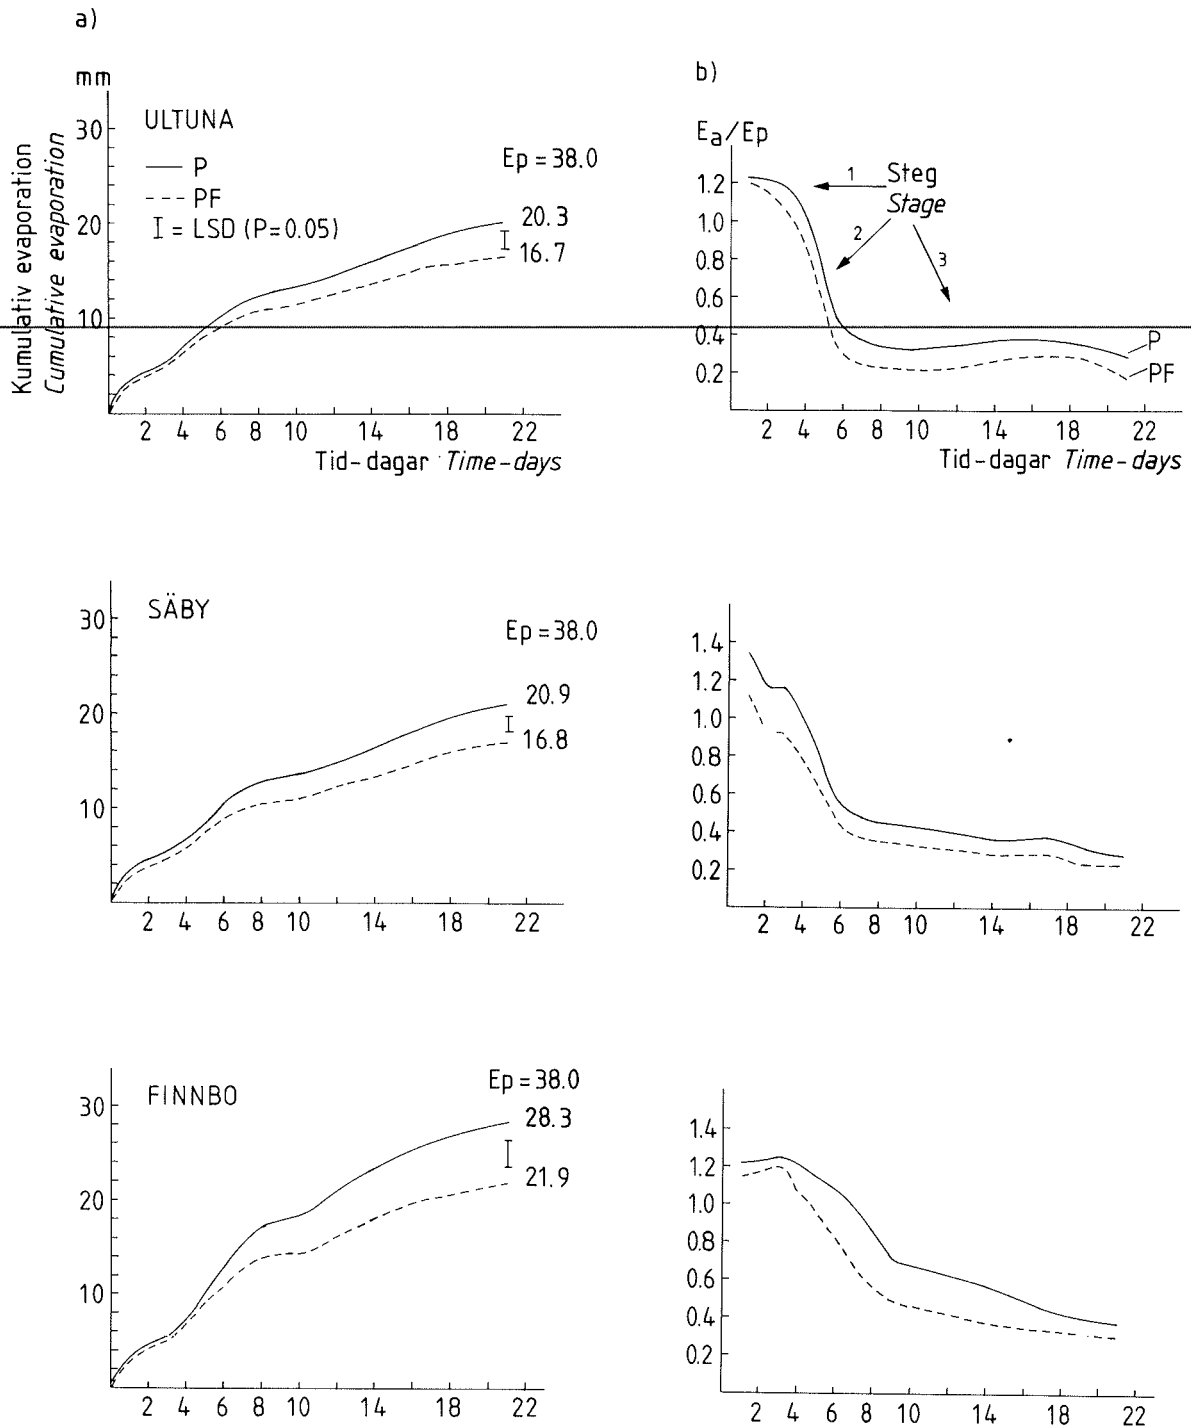 a)
mm
Kumulativ evaporation
Cumulative evaporation
30
20
10
ULTUNA
P
PF
I = LSD (P=0.05)
Ep = 38.0
20.3
16.7
2 4 6 8 10 14 18 22
Tid-dagar Time-days
b)
Ea/Ep
1.2
1.0
0.8
0.6
0.4
0.2
1 Steg
Stage
2
3
P
PF
2 4 6 8 10 14 18 22
Tid-dagar Time-days
SÄBY
30
20
10
Ep = 38.0
20.9
16.8
2 4 6 8 10 14 18 22
1.4
1.2
1.0
0.8
0.6
0.4
0.2
2 4 6 8 10 14 18 22
FINNBO
30
20
10
Ep = 38.0
28.3
21.9
2 4 6 8 10 14 18 22
1.4
1.2
1.0
0.8
0.6
0.4
0.2
2 4 6 8 10 14 18 22